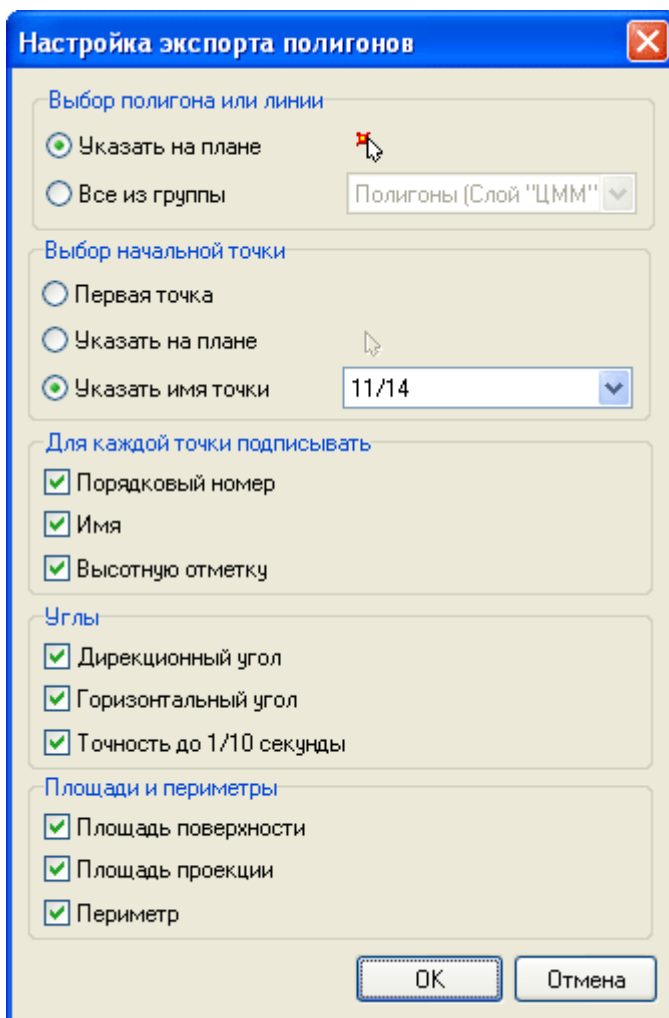 Настройка экспорта полигонов
Выбор полигона или линии
Указать на плане
Все из группы
Полигоны (Слой "ЦММ"
Выбор начальной точки
Первая точка
Указать на плане
Указать имя точки
11/14
Для каждой точки подписывать
Порядковый номер
Имя
Высотную отметку
Углы
Дирекционный угол
Горизонтальный угол
Точность до 1/10 секунды
Площади и периметры
Площадь поверхности
Площадь проекции
Периметр
OK
Отмена